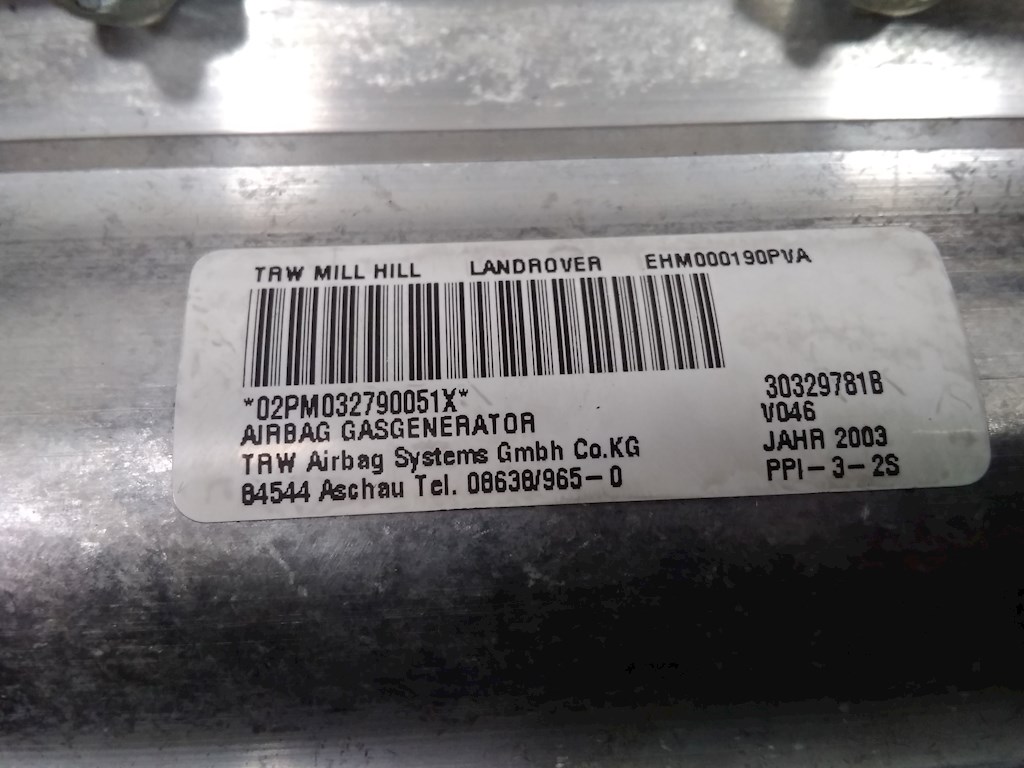 TRW MILL HILL LANDROVER EHM000190PVA
*02PM032790051X* 30329781B
AIRBAG GASGENERATOR V046
TRW Airbag Systems Gmbh Co.KG JAHR 2003
84544 Aschau Tel. 08638/965-0 PPI-3-2S